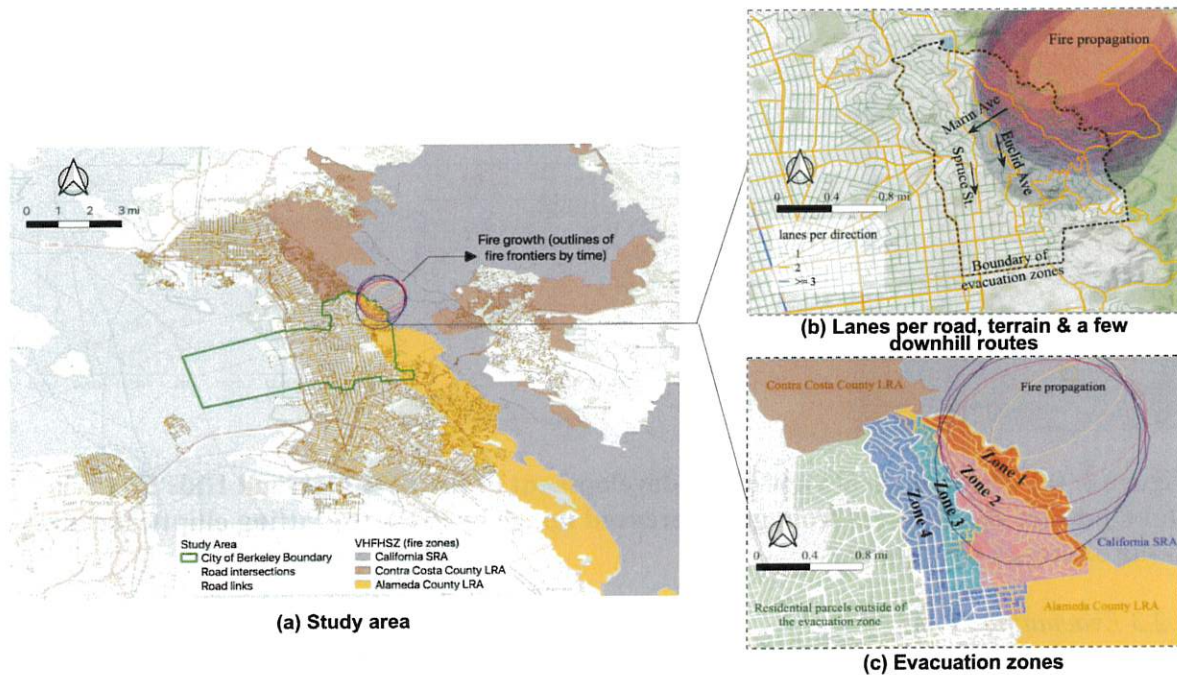 0 1 2 3 mi
Fire growth (outlines of
fire frontiers by time)
Study Area
City of Berkeley Boundary
Road intersections
Road links
VHFHSZ (fire zones)
California SRA
Contra Costa County LRA
Alameda County LRA
(a) Study area
Fire propagation
Marin Ave
Euclid Ave
Spruce St
0 0.4 0.8 mi
lanes per direction
1
2
>= 3
Boundary of
evacuation zones
(b) Lanes per road, terrain & a few
downhill routes
Contra Costa County LRA
Fire propagation
Zone 1
Zone 2
Zone 3
Zone 4
0 0.4 0.8 mi
California SRA
Residential parcels outside of
the evacuation zone
Alameda County LRA
(c) Evacuation zones